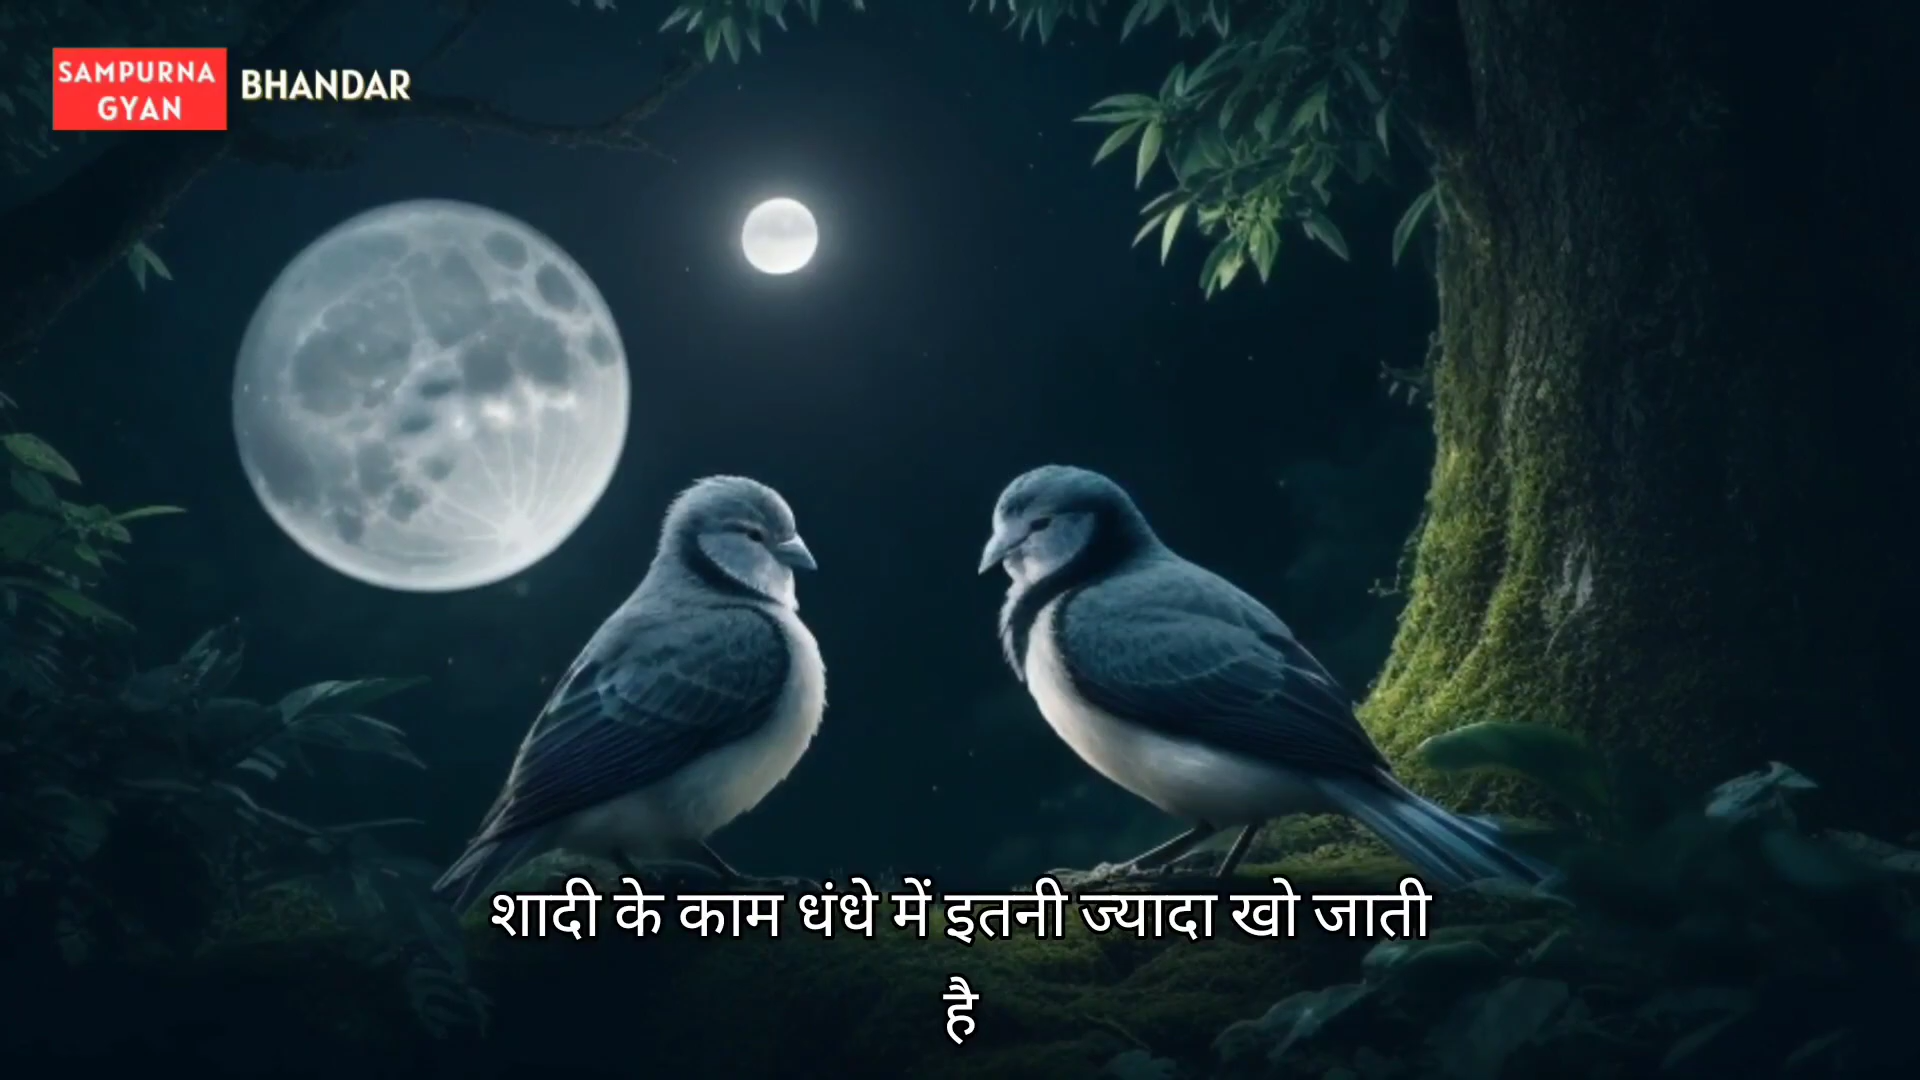 SAMPURNA
GYAN
BHANDAR
शादी के काम धंधे में इतनी ज्यादा खो जाती
है